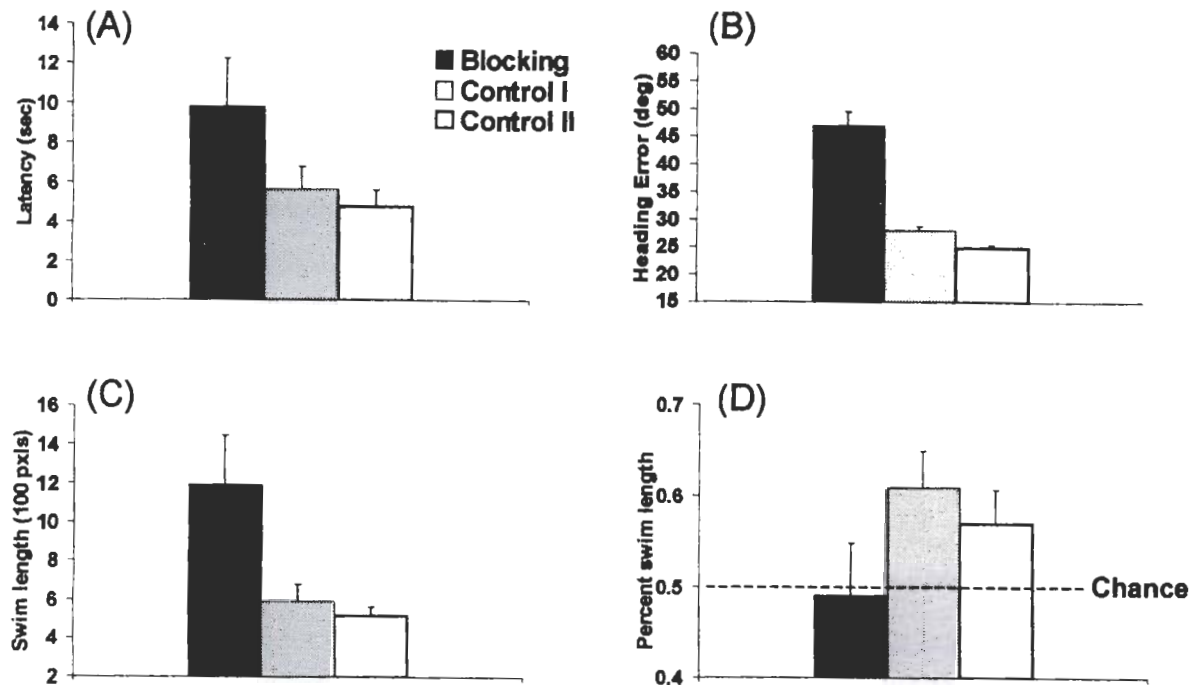 (A)
14
12
10
8
6
4
2
0
Latency (sec)
Blocking
Control I
Control II
(B)
60
55
50
45
40
35
30
25
20
15
Heading Error (deg)
(C)
16
14
12
10
8
6
4
2
Swim length (100 pxls)
(D)
0.7
0.6
0.5
0.4
Percent swim length
Chance